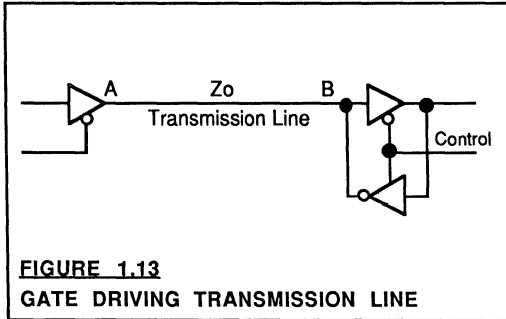 A
Zo
B
Transmission Line
Control
FIGURE 1.13
GATE DRIVING TRANSMISSION LINE